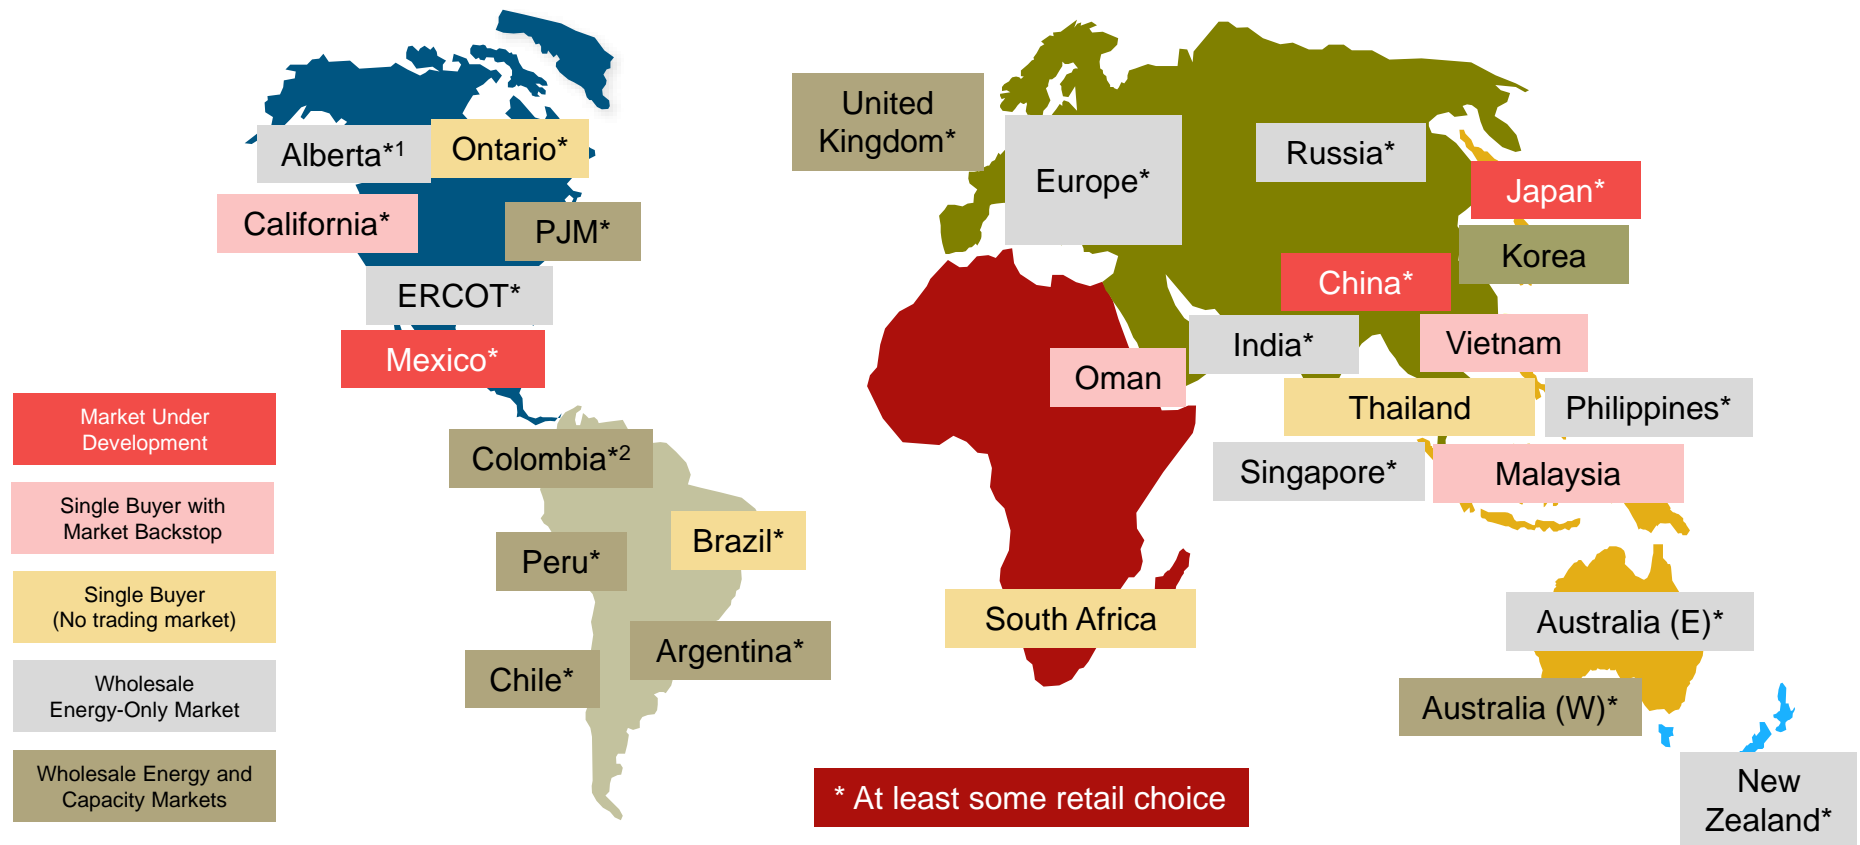 United
Kingdom*
Alberta*1
Ontario*
Europe*
Russia*
Japan*
California*
PJM*
Korea
ERCOT*
China*
Mexico*
India*
Vietnam
Oman
Thailand
Philippines*
Market Under
Development
Colombia*2
Singapore*
Malaysia
Single Buyer with
Market Backstop
Brazil*
Peru*
Single Buyer
(No trading market)
South Africa
Australia (E)*
Argentina*
Chile*
Wholesale
Energy-Only Market
Australia (W)*
Wholesale Energy and
Capacity Markets
* At least some retail choice
New
Zealand*